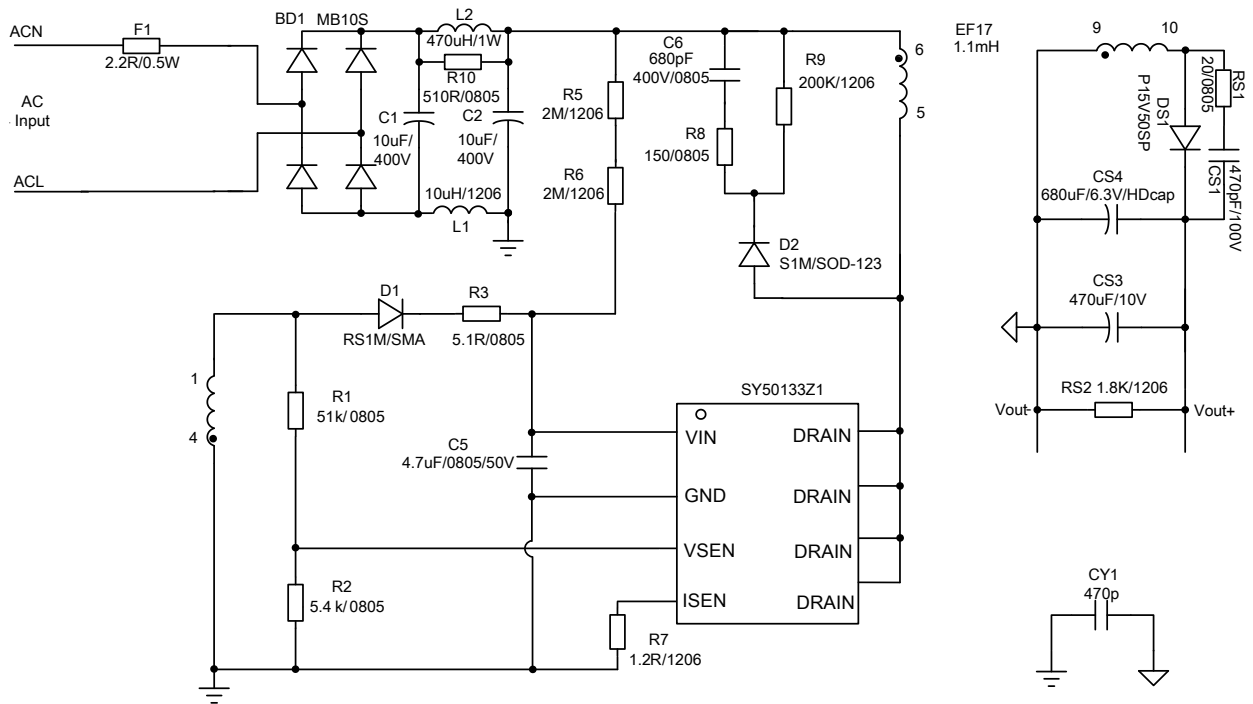 ACN
F1
2.2R/0.5W
AC
Input
ACL
BD1
MB10S
L2
470uH/1W
R10
510R/0805
C1
10uF/
400V
C2
10uF/
400V
10uH/1206
L1
R5
2M/1206
R6
2M/1206
C6
680pF
400V/0805
R8
150/0805
R9
200K/1206
D2
S1M/SOD-123
6
5
EF17
1.1mH
9
10
RS1
20/0805
DS1
P15V50SP
CS1
470pF/100V
CS4
680uF/6.3V/HDcap
CS3
470uF/10V
RS2 1.8K/1206
Vout-
Vout+
D1
RS1M/SMA
R3
5.1R/0805
1
4
R1
51k/0805
R2
5.4 k/0805
C5
4.7uF/0805/50V
SY50133Z1
VIN
DRAIN
GND
DRAIN
VSEN
DRAIN
ISEN
DRAIN
R7
1.2R/1206
CY1
470p